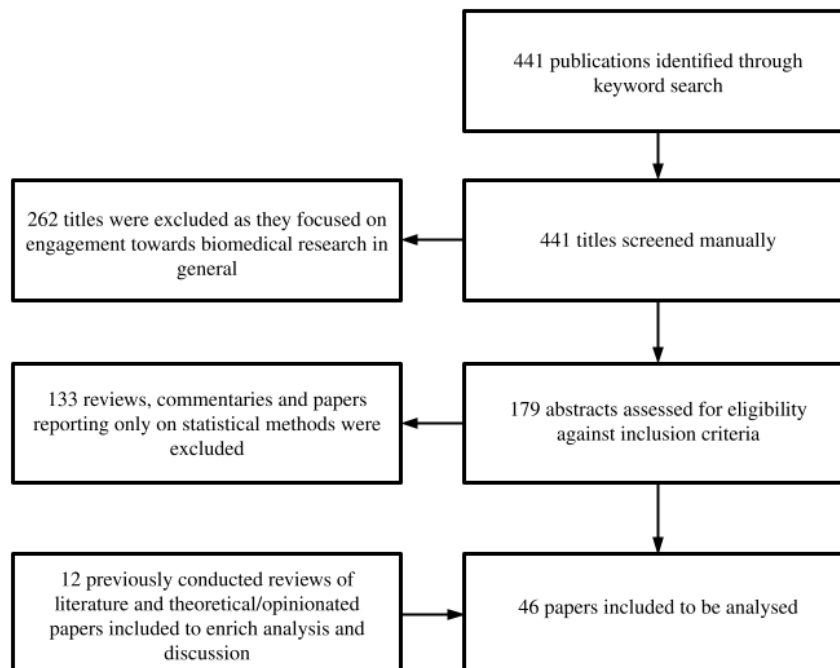 441 publications identified through
keyword search
262 titles were excluded as they focused on
engagement towards biomedical research in
general
441 titles screened manually
133 reviews, commentaries and papers
reporting only on statistical methods were
excluded
179 abstracts assessed for eligibility
against inclusion criteria
12 previously conducted reviews of
literature and theoretical/opinionated
papers included to enrich analysis and
discussion
46 papers included to be analysed